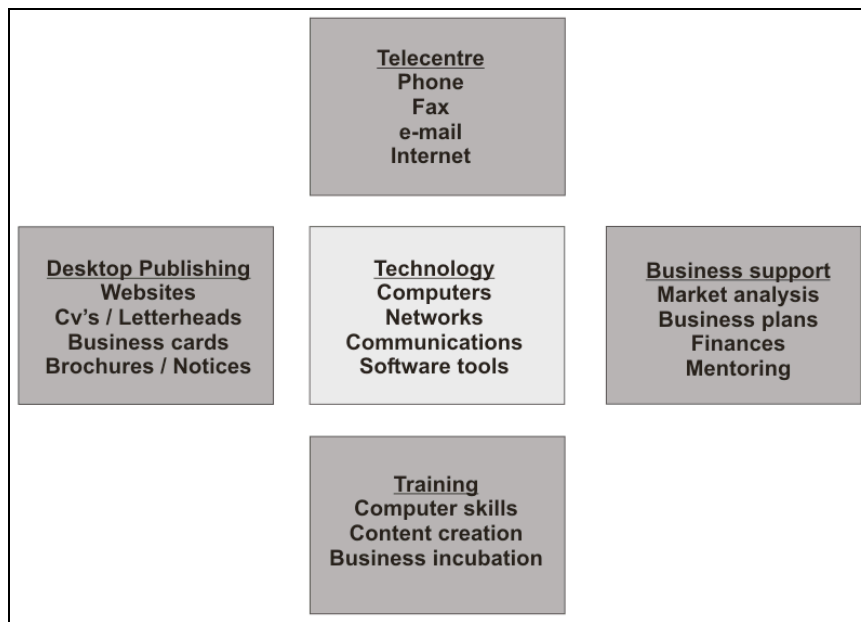 Telecentre
Phone
Fax
e-mail
Internet
Desktop Publishing
Websites
Cv's / Letterheads
Business cards
Brochures / Notices
Technology
Computers
Networks
Communications
Software tools
Business support
Market analysis
Business plans
Finances
Mentoring
Training
Computer skills
Content creation
Business incubation